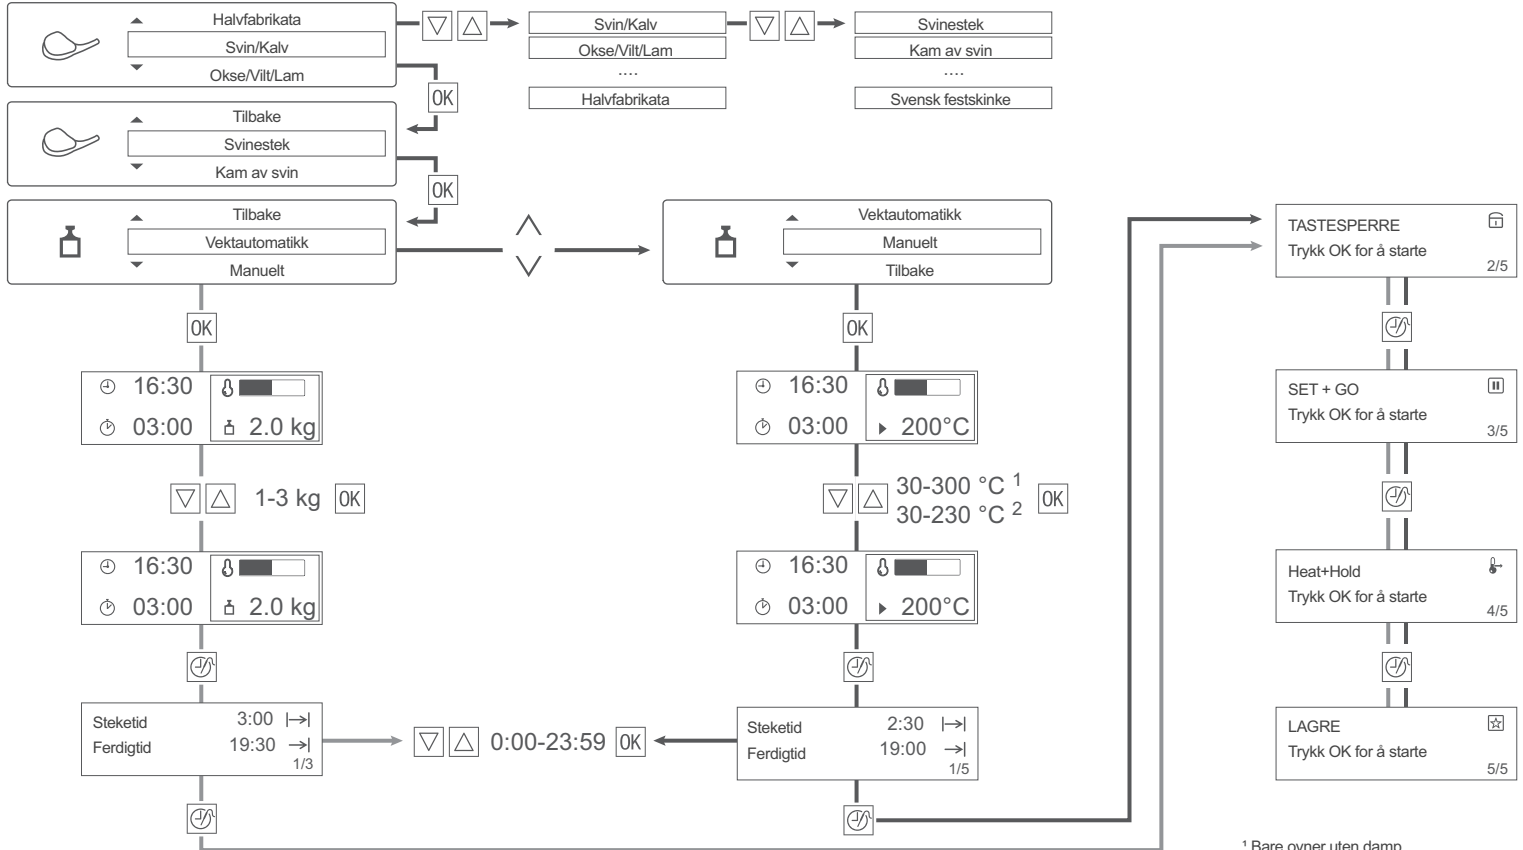 Halvfabrikata
Svin/Kalv
Okse/Vilt/Lam
Svin/Kalv
Okse/Vilt/Lam
....
Halvfabrikata
Svinestek
Kam av svin
....
Svensk festskinke
OK
Tilbake
Svinestek
Kam av svin
OK
Tilbake
Vektautomatikk
Manuelt
Vektautomatikk
Manuelt
Tilbake
OK
16:30
03:00 2.0 kg
1-3 kg OK
16:30
03:00 2.0 kg
Steketid 3:00
Ferdigtid 19:30
1/3
0:00-23:59 OK
OK
16:30
03:00 200°C
30-300 °C ¹
30-230 °C ² OK
16:30
03:00 200°C
Steketid 2:30
Ferdigtid 19:00
1/5
TASTESPERRE
Trykk OK for å starte
2/5
SET + GO
Trykk OK for å starte
3/5
Heat+Hold
Trykk OK for å starte
4/5
LAGRE
Trykk OK for å starte
5/5
¹ Bare ovner uten damp